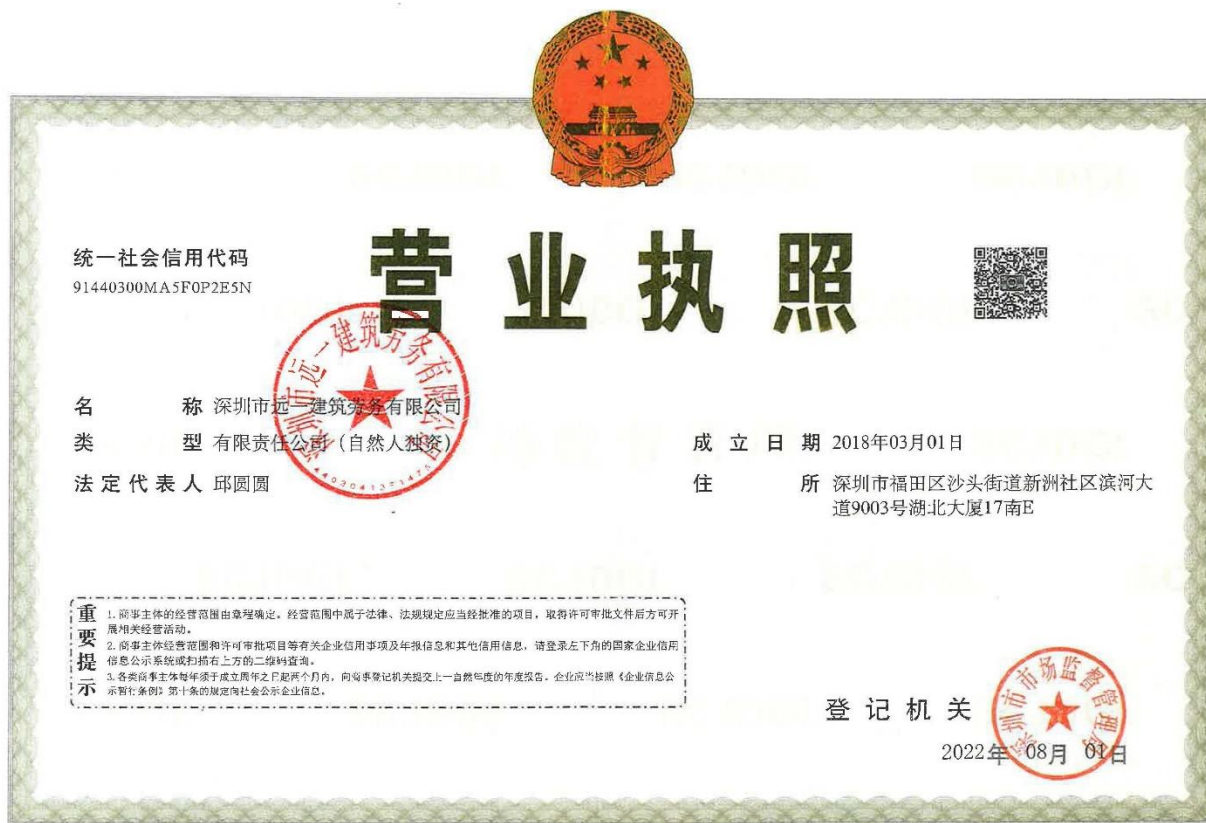 营业执照
统一社会信用代码
91440300MA5F0P2E5N
名称 深圳市远一建筑劳务有限公司
类型 有限责任公司（自然人独资）
法定代表人 邱圆圆
成立日期 2018年03月01日
住所 深圳市福田区沙头街道新洲社区滨河大
道9003号湖北大厦17南E
深圳市远一建筑劳务有限公司
重要提示
1. 商事主体的经营范围由章程确定。经营范围中属于法律、法规规定应当经批准的项目，取得许可审批文件后方可开
展相关经营活动。
2. 商事主体经营范围和许可审批项目等有关企业信用事项及年报信息和其他信用信息，请登录左下角的国家企业信用
信息公示系统或扫描右上方的二维码查询。
3. 各类商事主体每年须于成立周年之日起两个月内，向商事登记机关提交上一自然年度的年度报告。企业应当按照《企业信息公
示暂行条例》第十条的规定向社会公示企业信息。
登记机关
深圳市市场监督管理局
2022年08月01日